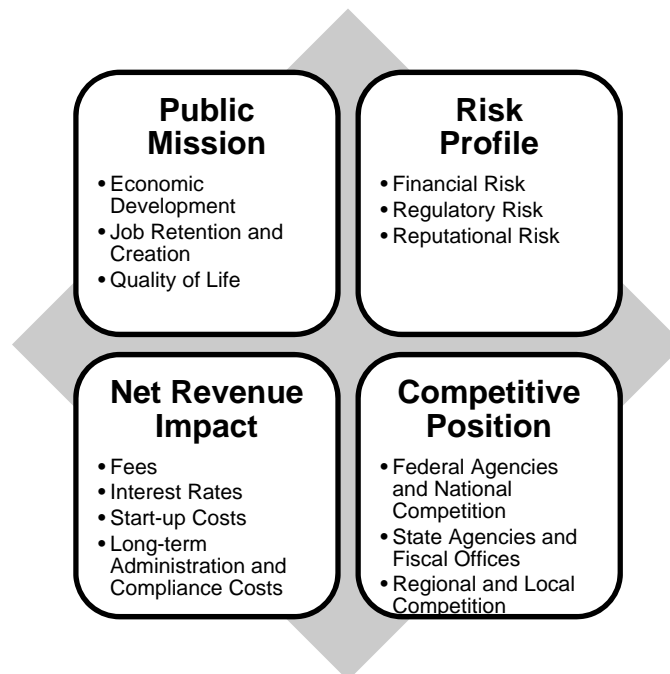 Public
Mission
• Economic
Development
• Job Retention and
Creation
• Quality of Life
Risk
Profile
• Financial Risk
• Regulatory Risk
• Reputational Risk
Net Revenue
Impact
• Fees
• Interest Rates
• Start-up Costs
• Long-term
Administration and
Compliance Costs
Competitive
Position
• Federal Agencies
and National
Competition
• State Agencies and
Fiscal Offices
• Regional and Local
Competition